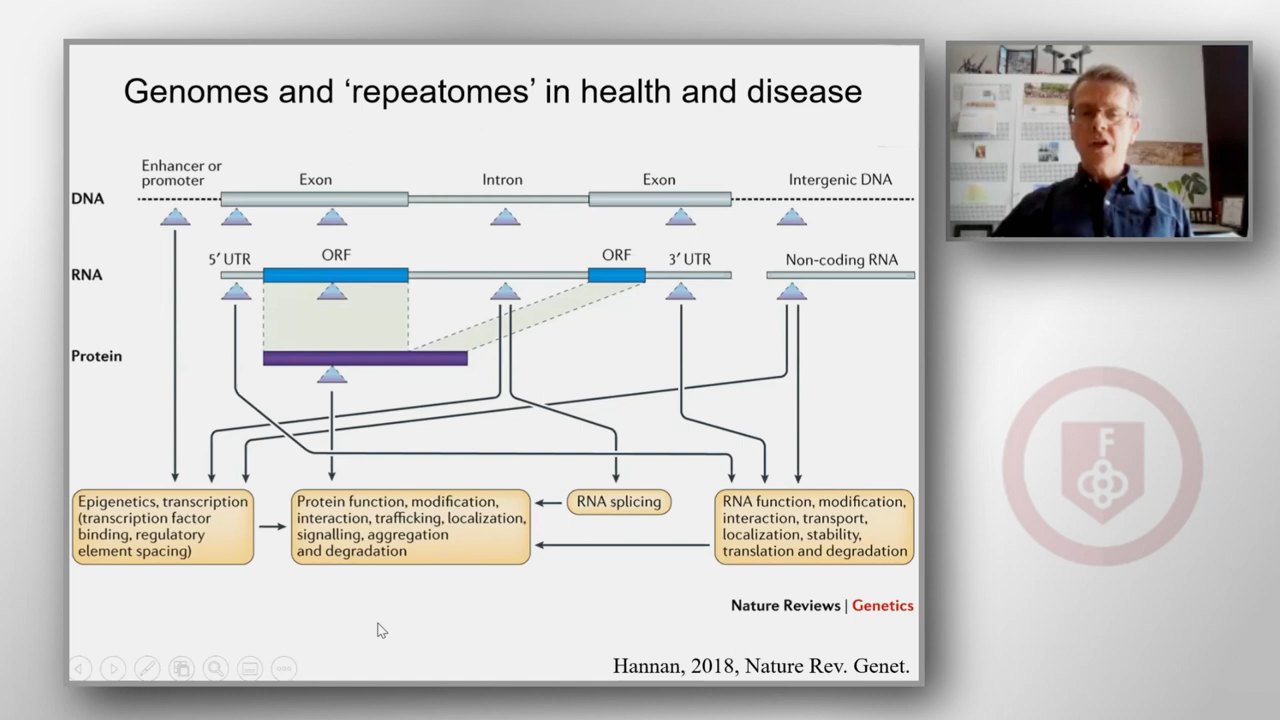 Genomes and ‘repeatomes’ in health and disease
Enhancer or
promoter
Exon
Intron
Exon
Intergenic DNA
DNA
5′ UTR
ORF
ORF
3′ UTR
Non-coding RNA
RNA
Protein
Epigenetics, transcription
(transcription factor
binding, regulatory
element spacing)
Protein function, modification,
interaction, trafficking, localization,
signalling, aggregation
and degradation
RNA splicing
RNA function, modification,
interaction, transport,
localization, stability,
translation and degradation
Nature Reviews | Genetics
Hannan, 2018, Nature Rev. Genet.
F